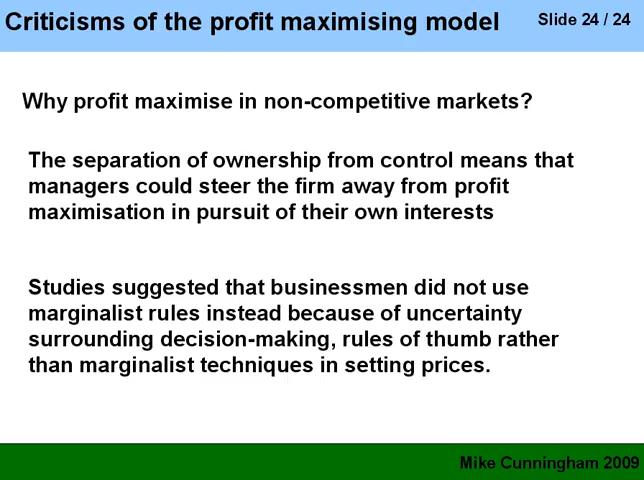 Criticisms of the profit maximising model
Slide 24 / 24
Why profit maximise in non-competitive markets?
The separation of ownership from control means that
managers could steer the firm away from profit
maximisation in pursuit of their own interests
Studies suggested that businessmen did not use
marginalist rules instead because of uncertainty
surrounding decision-making, rules of thumb rather
than marginalist techniques in setting prices.
Mike Cunningham 2009